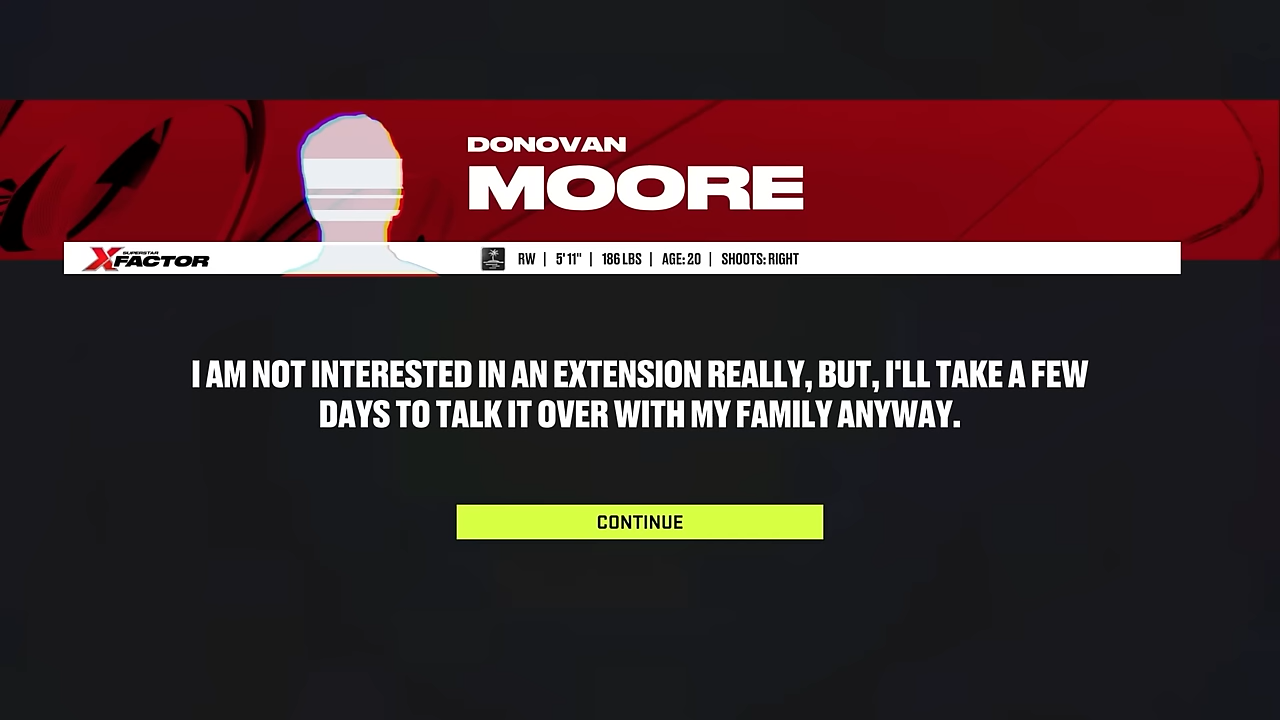 DONOVAN
MOORE
SUPERSTAR
XFACTOR
RW | 5'11" | 186 LBS | AGE: 20 | SHOOTS: RIGHT
I AM NOT INTERESTED IN AN EXTENSION REALLY, BUT, I'LL TAKE A FEW
DAYS TO TALK IT OVER WITH MY FAMILY ANYWAY.
CONTINUE